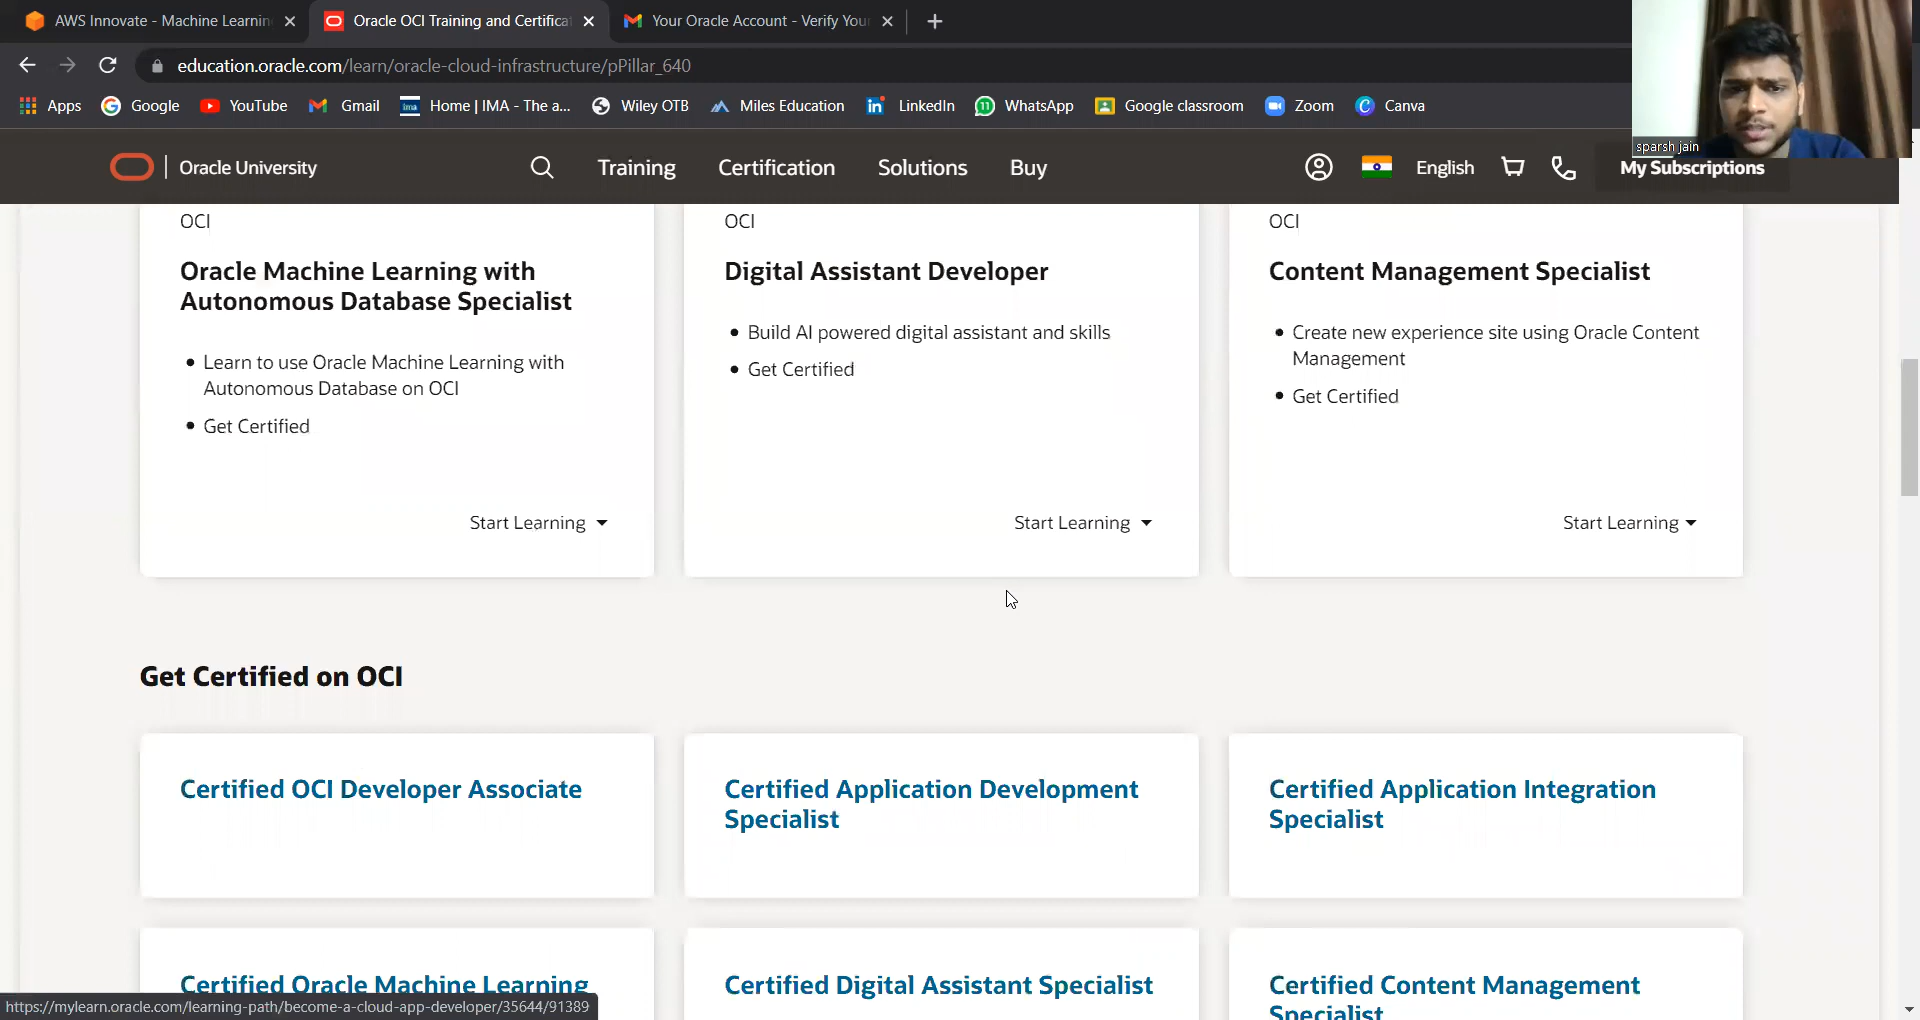 AWS Innovate - Machine Learnin
Oracle OCI Training and Certifica
Your Oracle Account - Verify You
education.oracle.com/learn/oracle-cloud-infrastructure/pPillar_640
Apps
Google
YouTube
Gmail
ima
Home | IMA - The a...
Wiley OTB
Miles Education
in
LinkedIn
11
WhatsApp
Google classroom
Zoom
Canva
sparsh jain
Oracle University
Training
Certification
Solutions
Buy
English
My Subscriptions
OCI
Oracle Machine Learning with
Autonomous Database Specialist
Learn to use Oracle Machine Learning with
Autonomous Database on OCI
Get Certified
Start Learning
OCI
Digital Assistant Developer
Build AI powered digital assistant and skills
Get Certified
Start Learning
OCI
Content Management Specialist
Create new experience site using Oracle Content
Management
Get Certified
Start Learning
Get Certified on OCI
Certified OCI Developer Associate
Certified Application Development
Specialist
Certified Application Integration
Specialist
Certified Oracle Machine Learning
Certified Digital Assistant Specialist
Certified Content Management
Specialist
https://mylearn.oracle.com/learning-path/become-a-cloud-app-developer/35644/91389